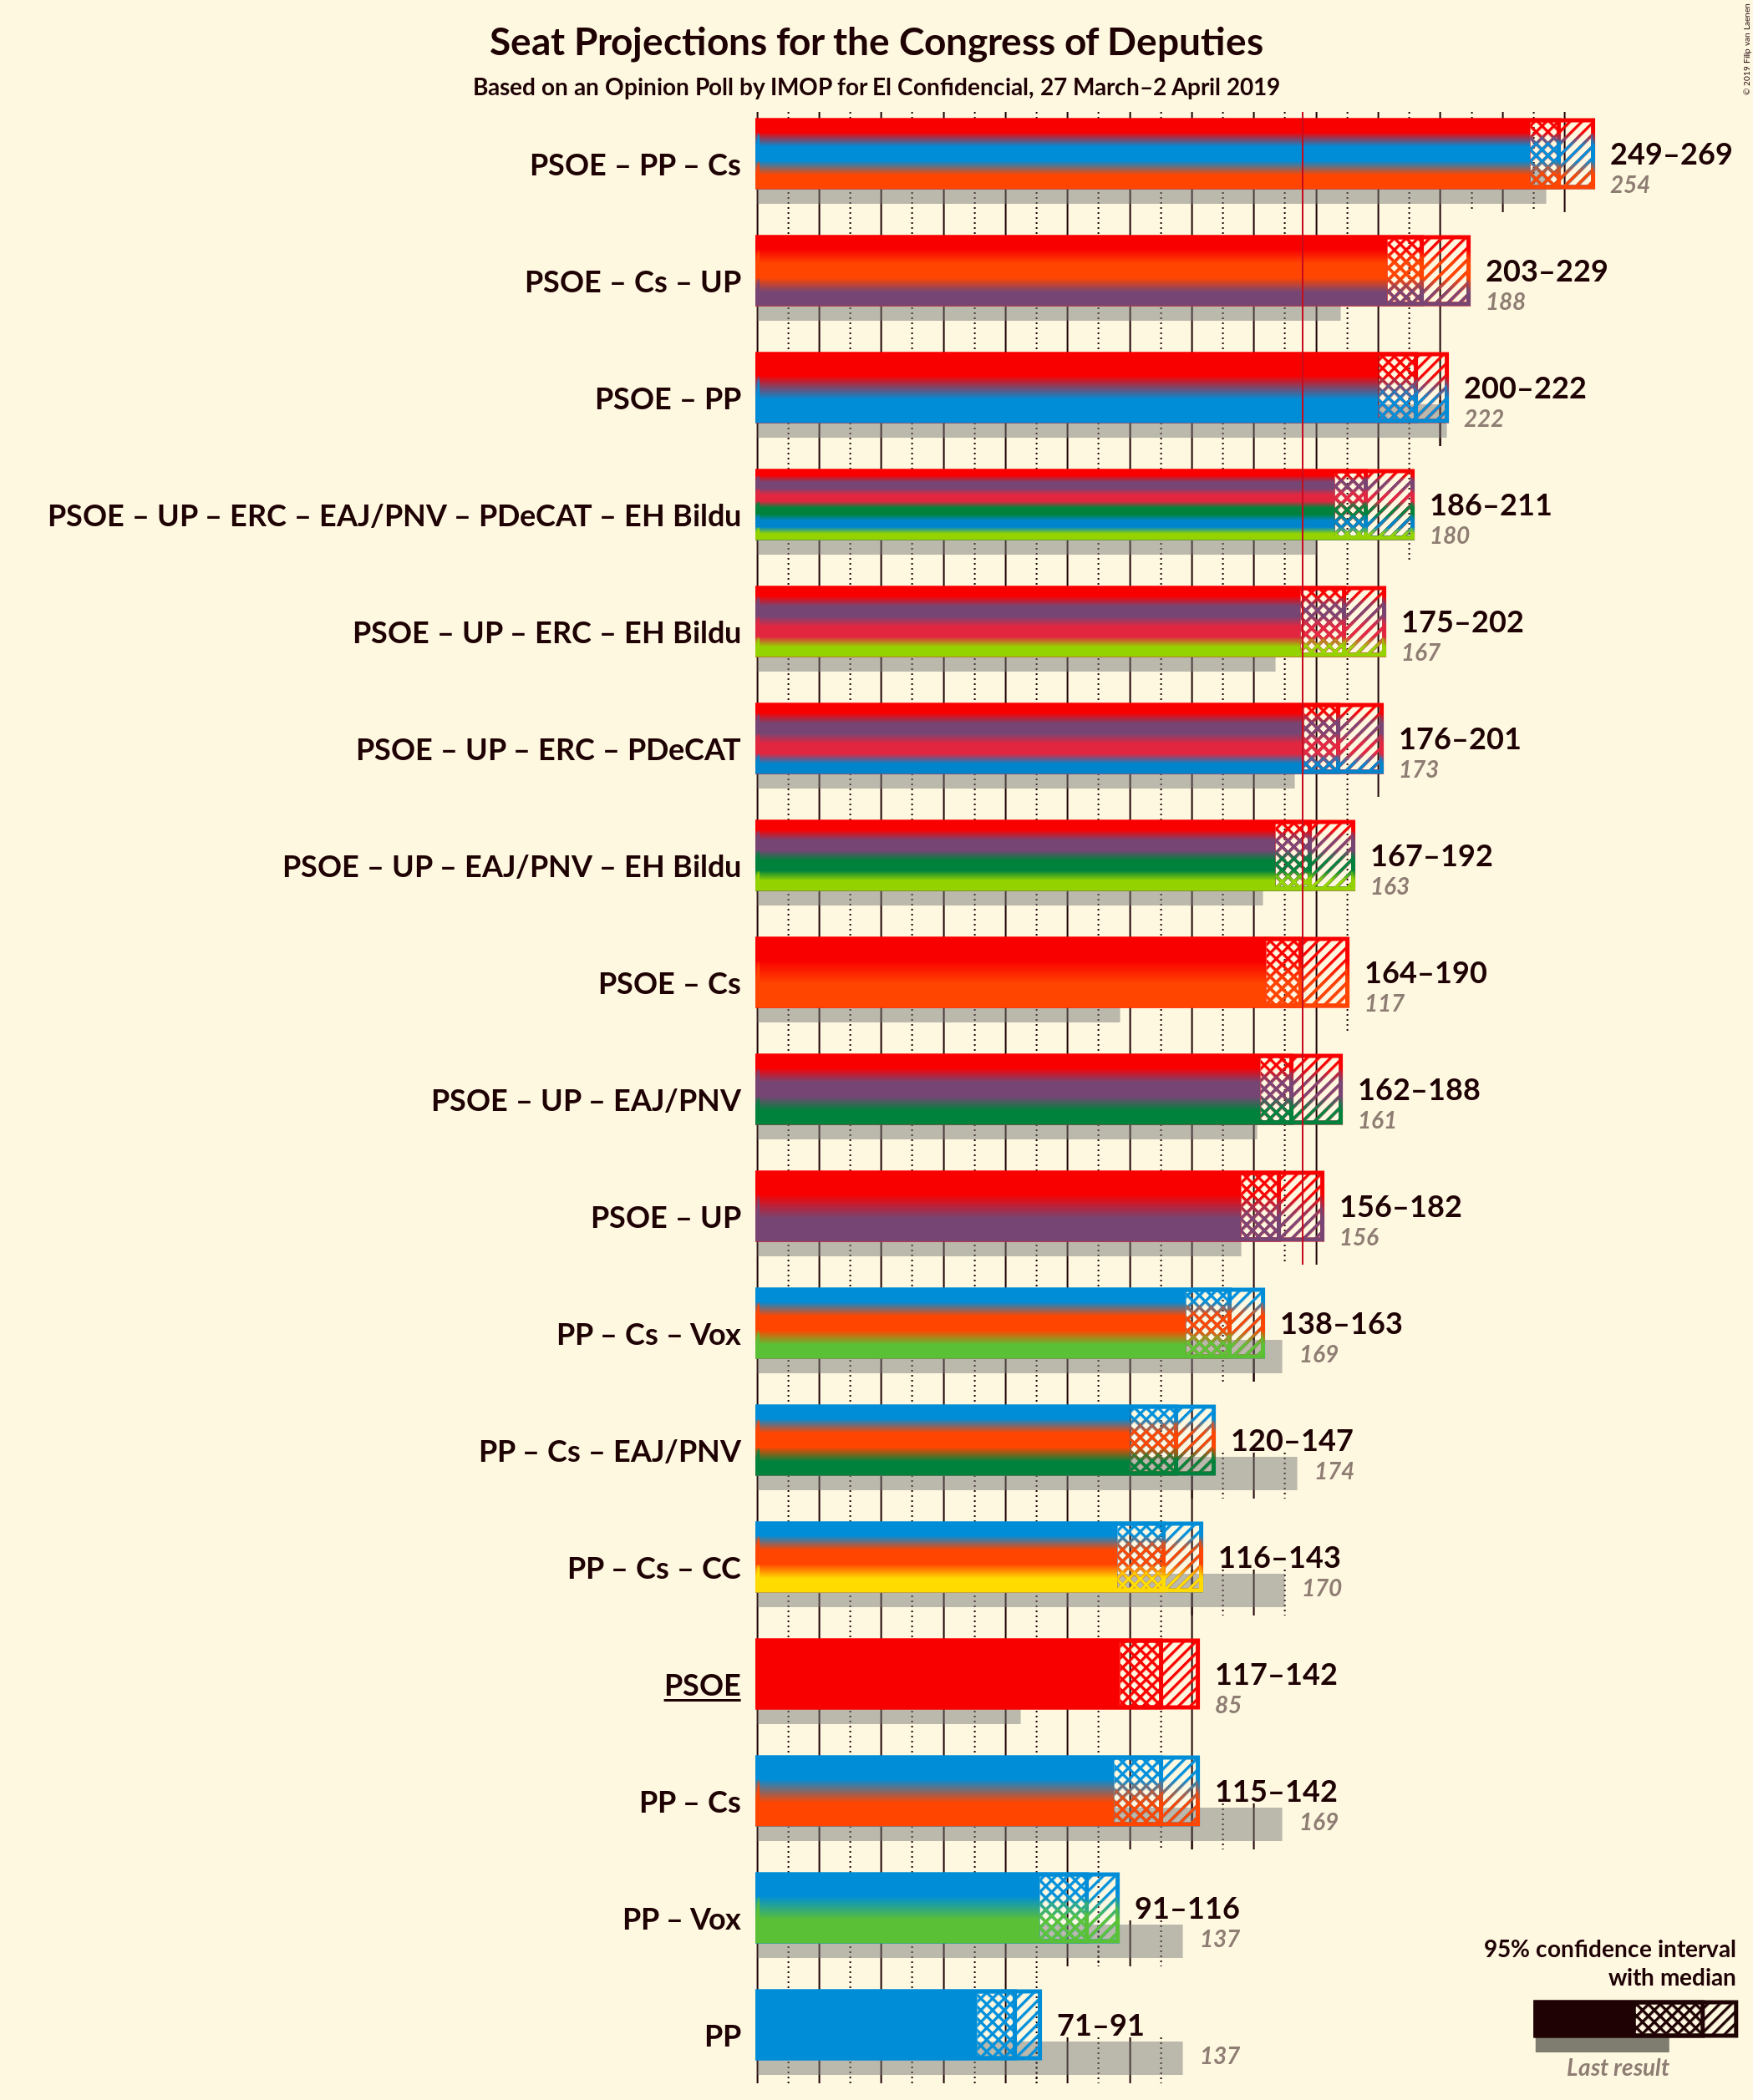 Seat Projections for the Congress of Deputies
Based on an Opinion Poll by IMOP for El Confidencial, 27 March–2 April 2019
© 2019 Filip van Laenen
PSOE – PP – Cs
249–269
254
PSOE – Cs – UP
203–229
188
PSOE – PP
200–222
222
PSOE – UP – ERC – EAJ/PNV – PDeCAT – EH Bildu
186–211
180
PSOE – UP – ERC – EH Bildu
175–202
167
PSOE – UP – ERC – PDeCAT
176–201
173
PSOE – UP – EAJ/PNV – EH Bildu
167–192
163
PSOE – Cs
164–190
117
PSOE – UP – EAJ/PNV
162–188
161
PSOE – UP
156–182
156
PP – Cs – Vox
138–163
169
PP – Cs – EAJ/PNV
120–147
174
PP – Cs – CC
116–143
170
PSOE
117–142
85
PP – Cs
115–142
169
PP – Vox
91–116
137
PP
71–91
137
95% confidence interval
with median
Last result